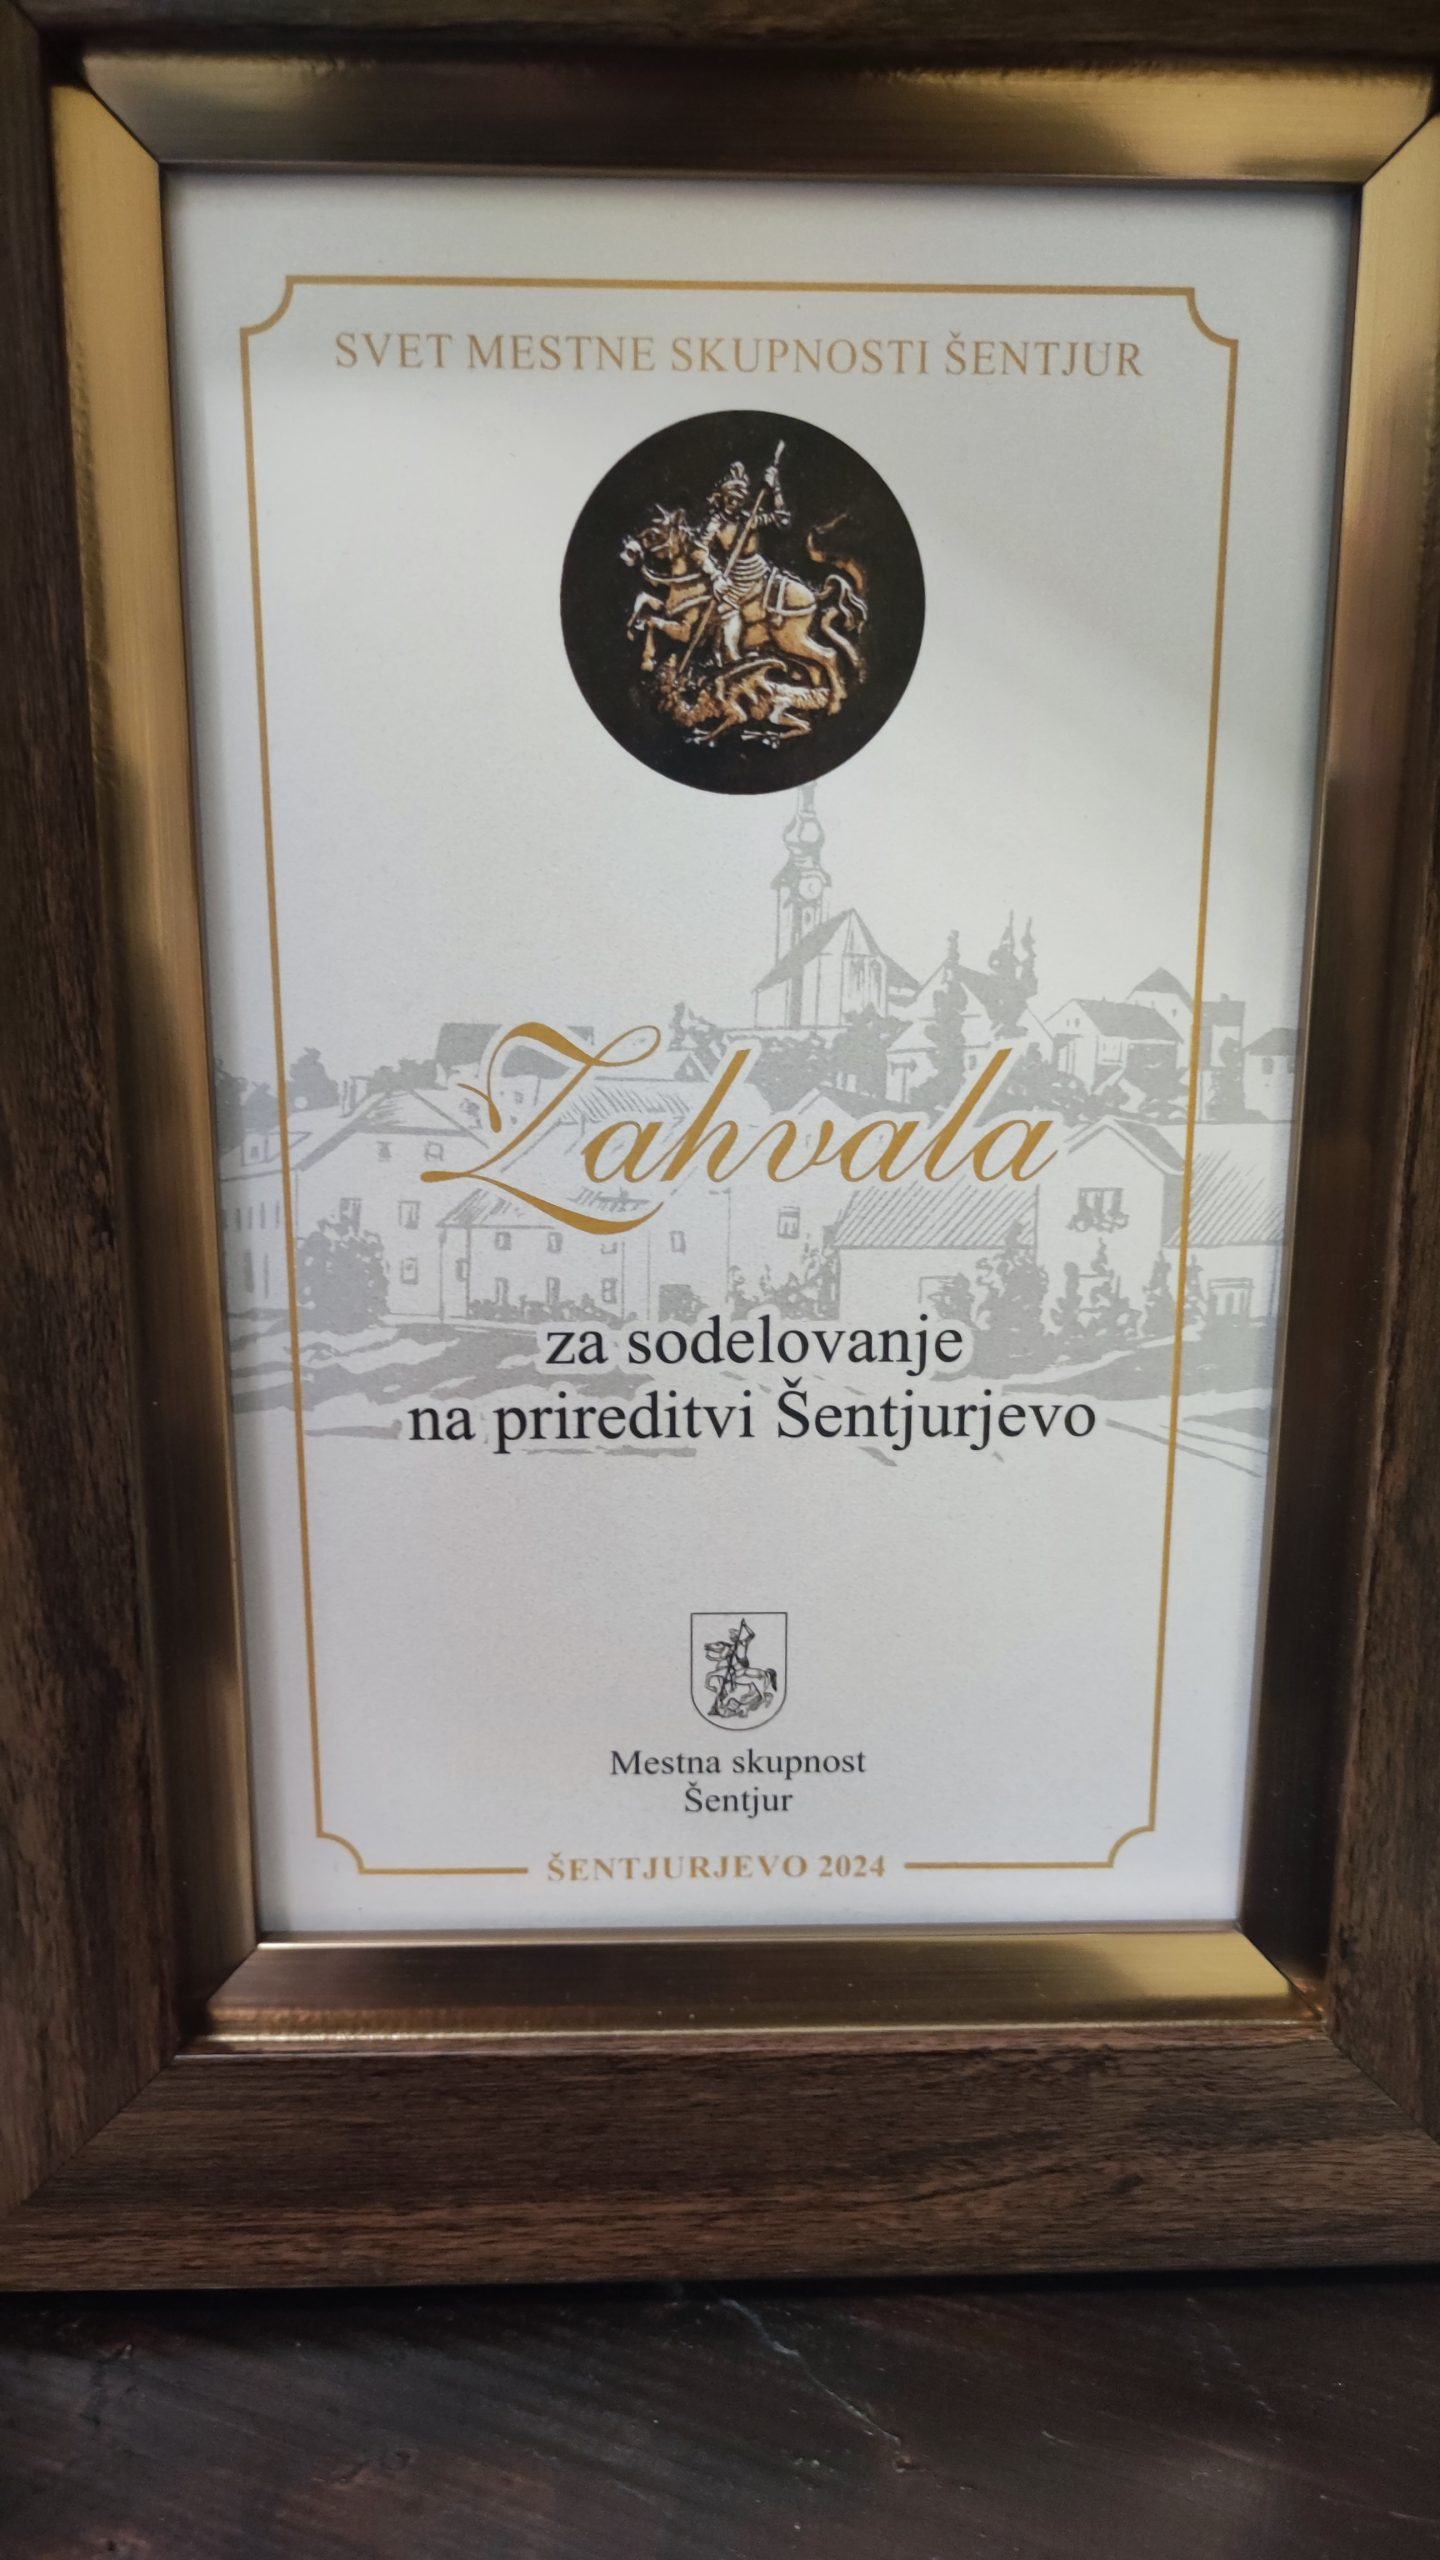 SVET MESTNE SKUPNOSTI ŠENTJUR
Zahvala
za sodelovanje
na prireditvi Šentjurjevo
Mestna skupnost
Šentjur
ŠENTJURJEVO 2024